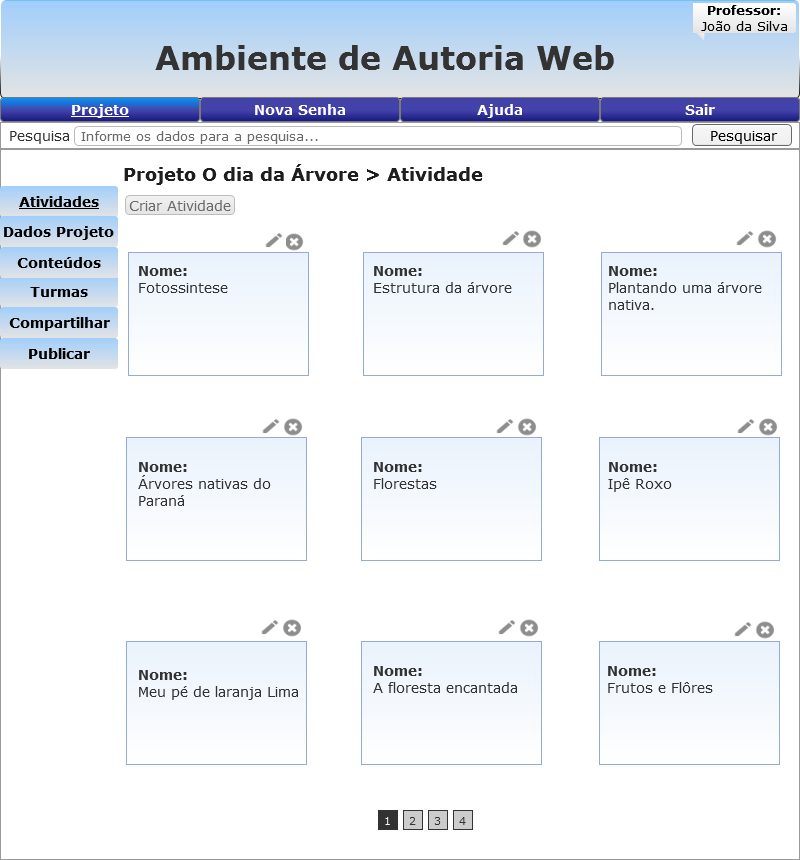 Professor:
João da Silva
Ambiente de Autoria Web
Projeto
Nova Senha
Ajuda
Sair
Pesquisa
Informe os dados para a pesquisa...
Pesquisar
Projeto O dia da Árvore > Atividade
Criar Atividade
Atividades
Dados Projeto
Conteúdos
Turmas
Compartilhar
Publicar
Nome:
Fotossintese
Nome:
Estrutura da árvore
Nome:
Plantando uma árvore
nativa.
Nome:
Árvores nativas do
Paraná
Nome:
Florestas
Nome:
Ipê Roxo
Nome:
Meu pé de laranja Lima
Nome:
A floresta encantada
Nome:
Frutos e Flôres
1 2 3 4